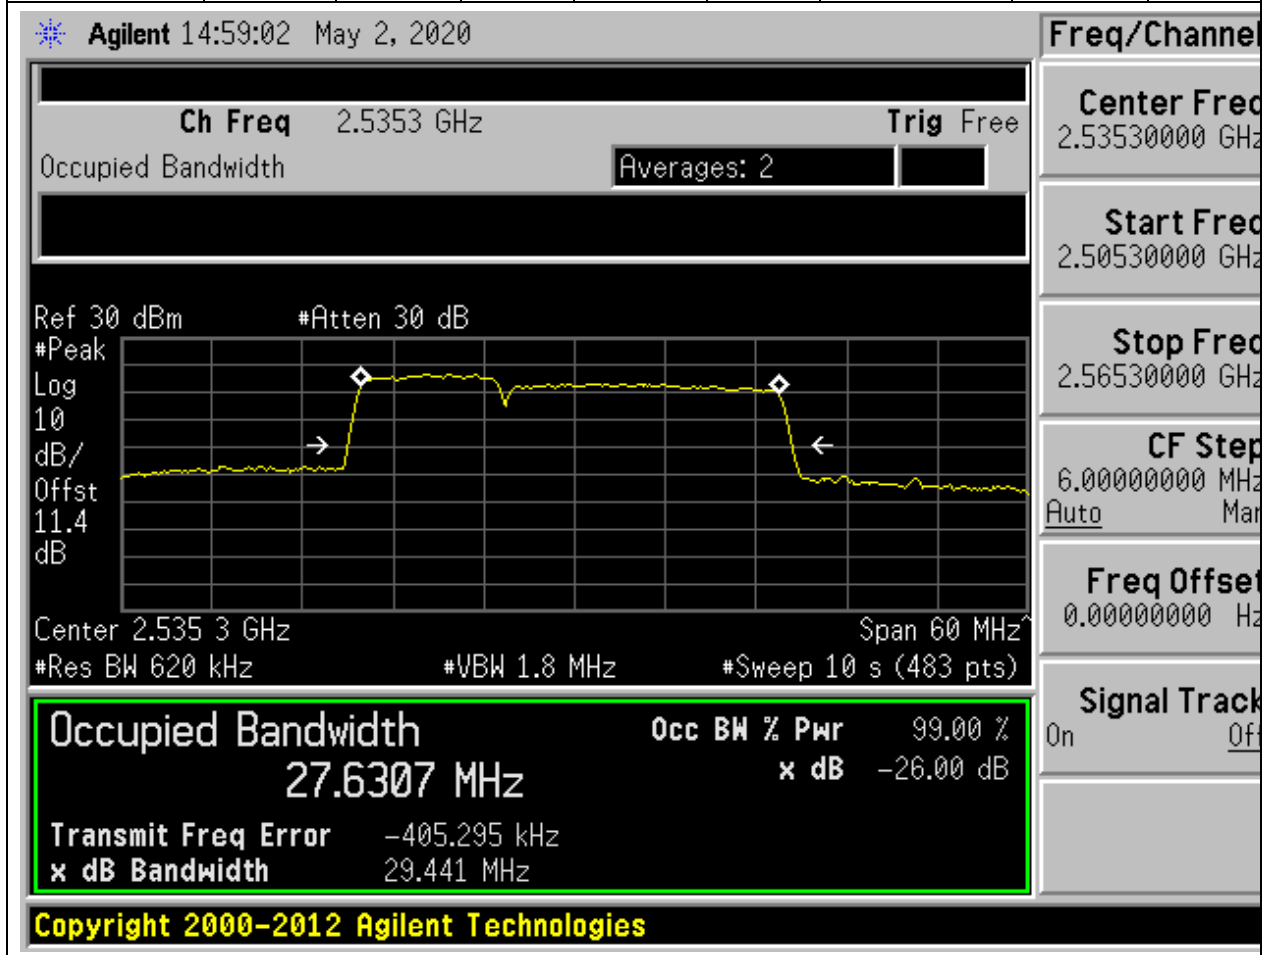 Agilent 14:59:02 May 2, 2020
Freq/Channel
Ch Freq 2.5353 GHz Trig Free
Occupied Bandwidth Averages: 2
Center Freq
2.53530000 GHz
Start Freq
2.50530000 GHz
Stop Freq
2.56530000 GHz
CF Step
6.00000000 MHz
Auto Man
Freq Offset
0.00000000 Hz
Signal Track
On Off
Ref 30 dBm #Atten 30 dB
#Peak
Log
10
dB/
Offst
11.4
dB
Center 2.535 3 GHz Span 60 MHz^
#Res BW 620 kHz #VBW 1.8 MHz #Sweep 10 s (483 pts)
Occupied Bandwidth Occ BW % Pwr 99.00 %
27.6307 MHz x dB -26.00 dB
Transmit Freq Error -405.295 kHz
x dB Bandwidth 29.441 MHz
Copyright 2000-2012 Agilent Technologies